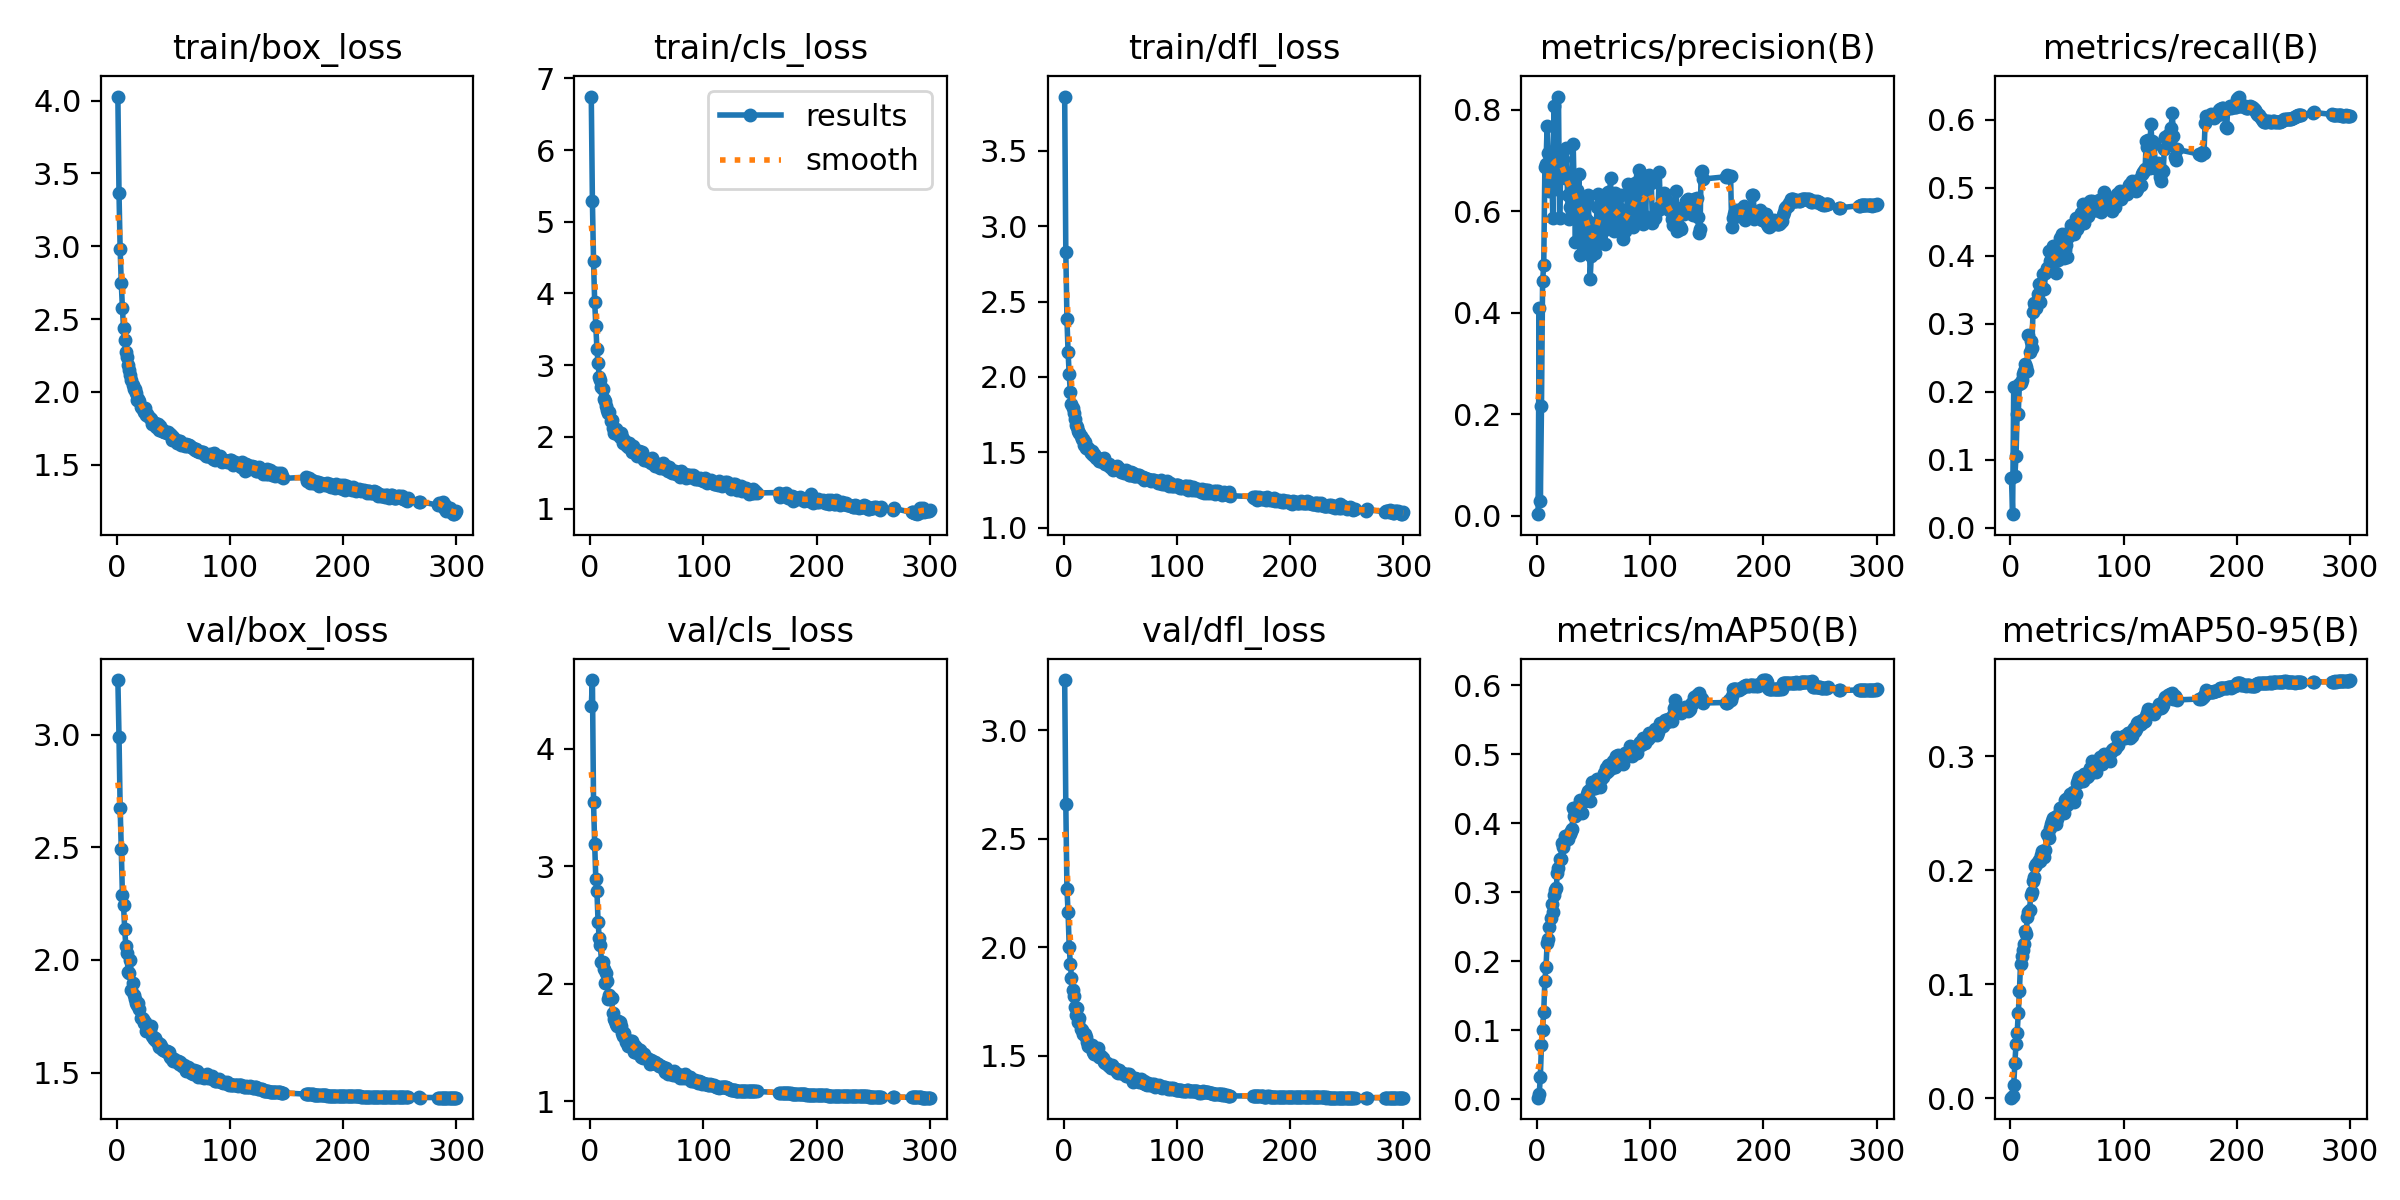 train/box_loss
4.0
3.5
3.0
2.5
2.0
1.5
0 100 200 300
train/cls_loss
7
6
5
4
3
2
1
results
smooth
0 100 200 300
train/dfl_loss
3.5
3.0
2.5
2.0
1.5
1.0
0 100 200 300
metrics/precision(B)
0.8
0.6
0.4
0.2
0.0
0 100 200 300
metrics/recall(B)
0.6
0.5
0.4
0.3
0.2
0.1
0.0
0 100 200 300
val/box_loss
3.0
2.5
2.0
1.5
0 100 200 300
val/cls_loss
4
3
2
1
0 100 200 300
val/dfl_loss
3.0
2.5
2.0
1.5
0 100 200 300
metrics/mAP50(B)
0.6
0.5
0.4
0.3
0.2
0.1
0.0
0 100 200 300
metrics/mAP50-95(B)
0.3
0.2
0.1
0.0
0 100 200 300